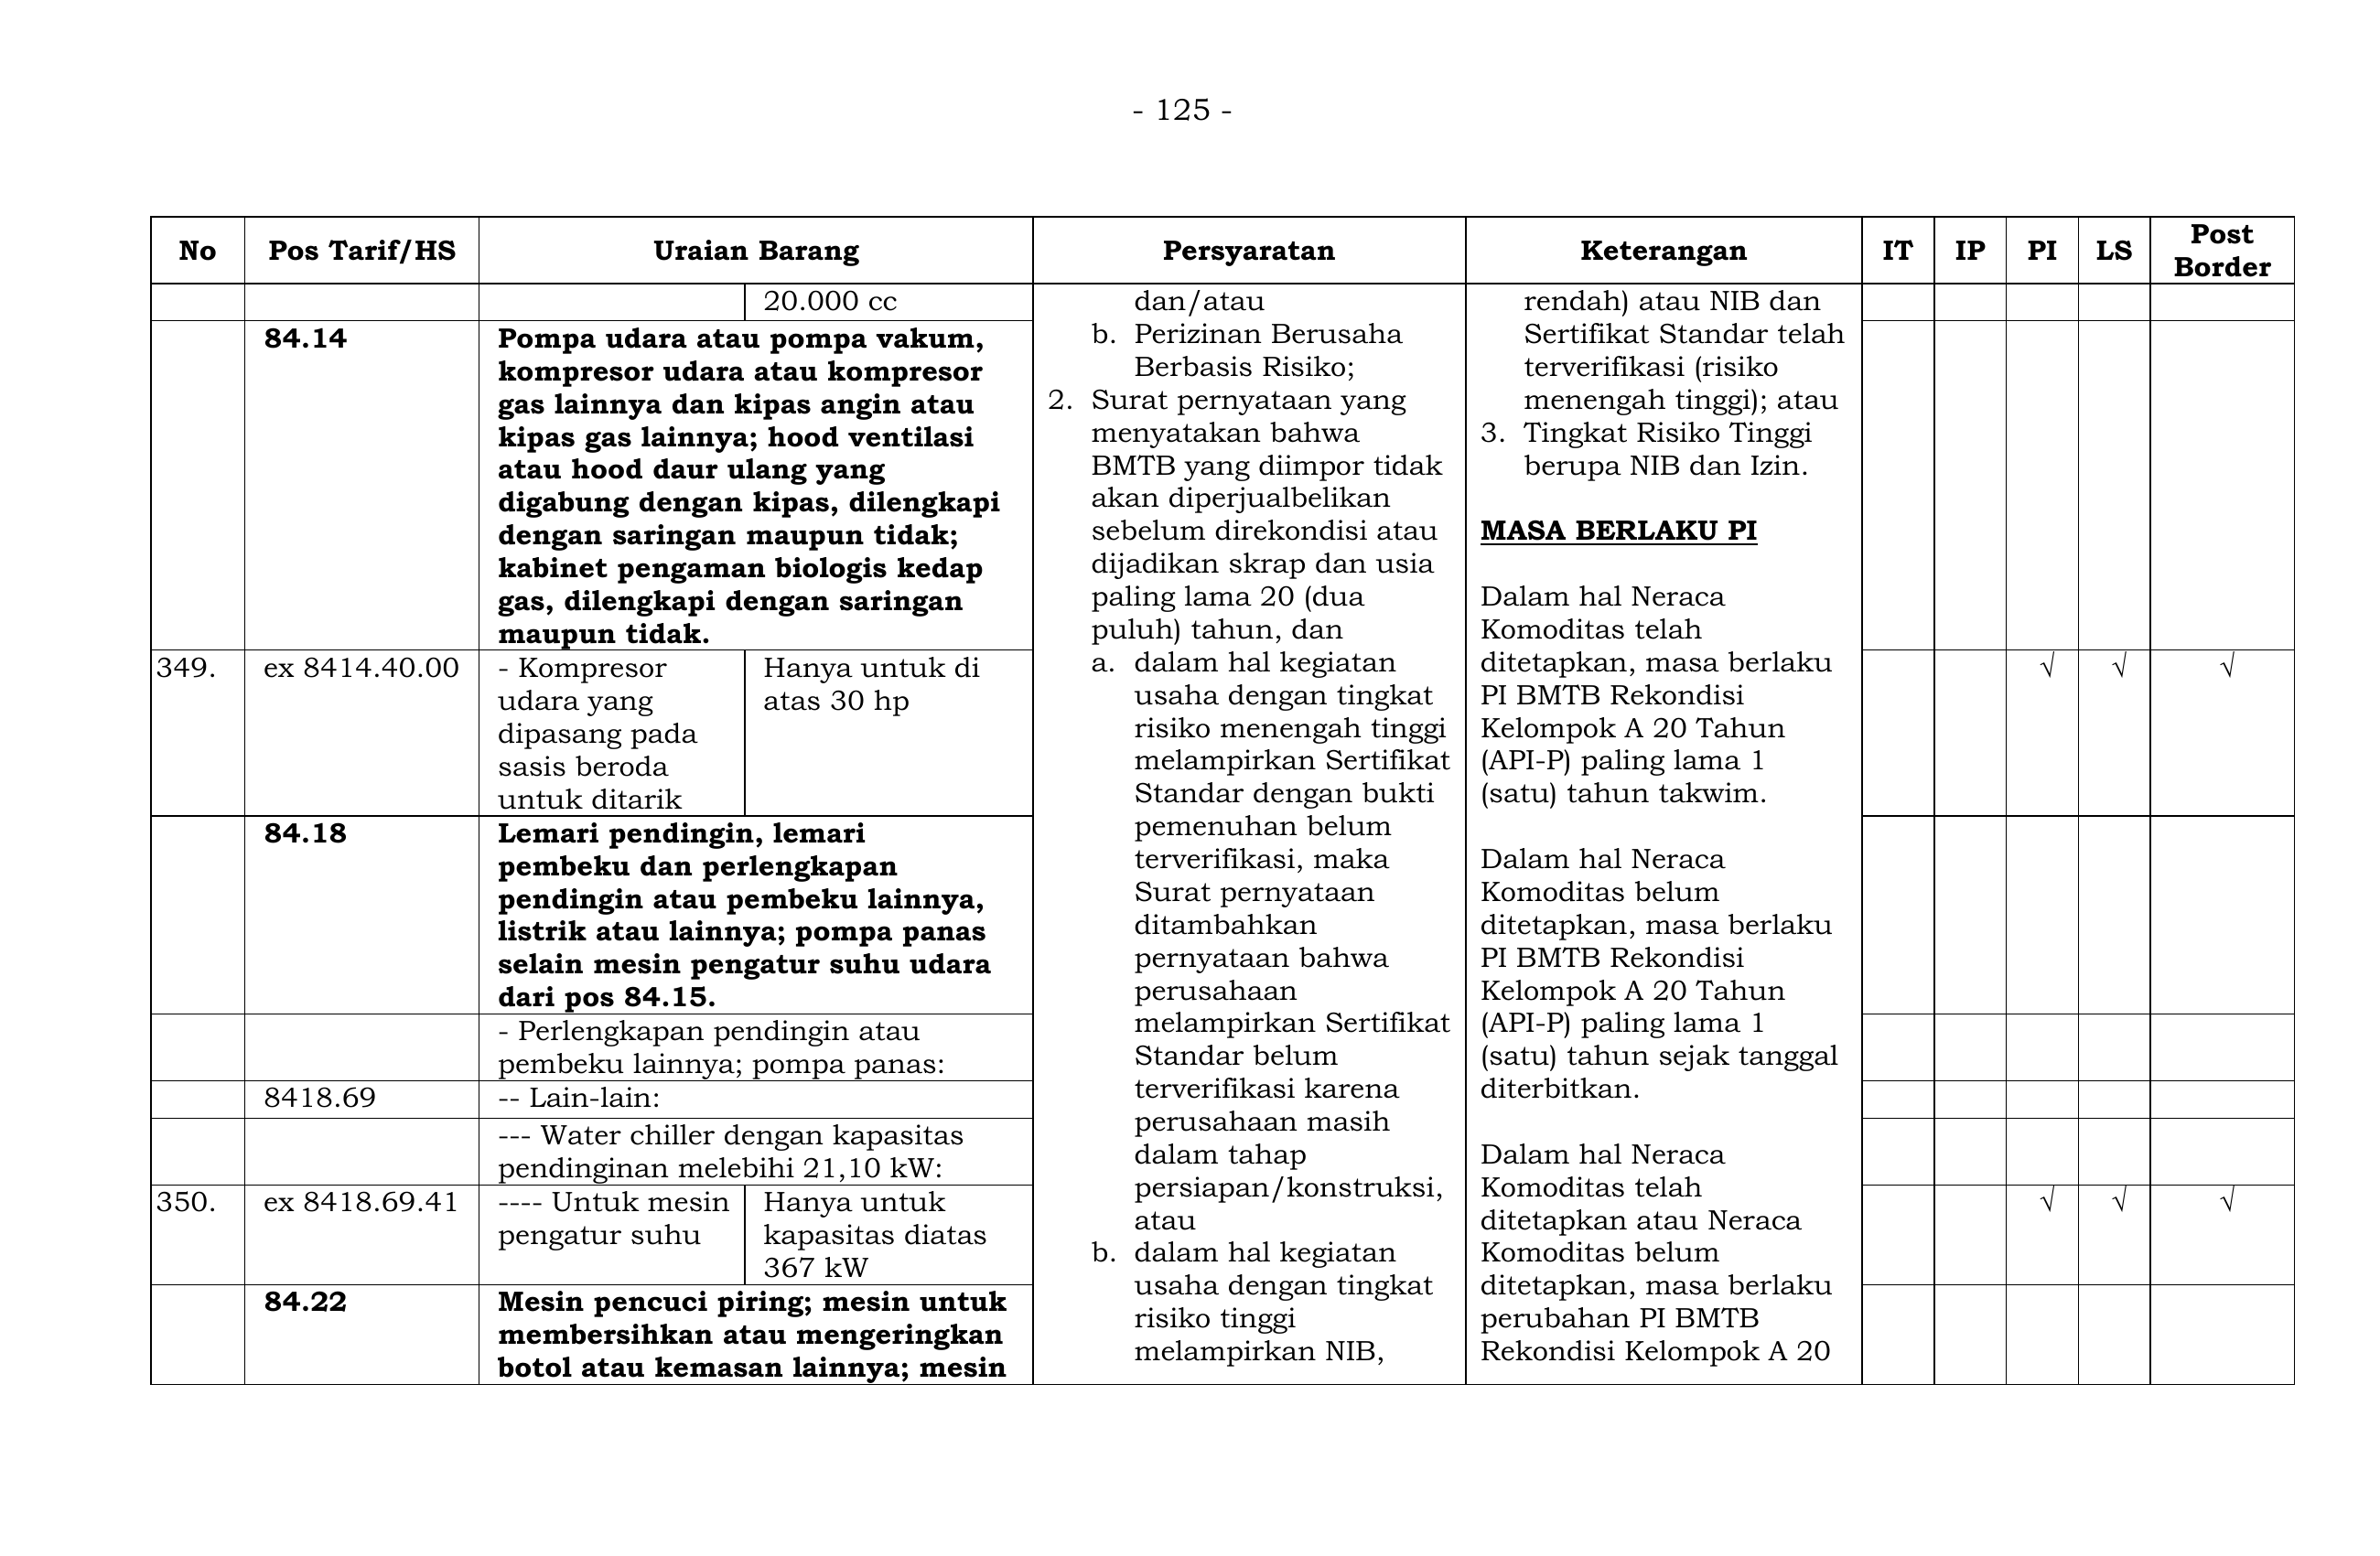 - 125 -
No
Pos Tarif/HS
Uraian Barang
Persyaratan
Keterangan
IT
IP
PI
LS
Post
Border
20.000 cc
84.14
Pompa udara atau pompa vakum,
kompresor udara atau kompresor
gas lainnya dan kipas angin atau
kipas gas lainnya; hood ventilasi
atau hood daur ulang yang
digabung dengan kipas, dilengkapi
dengan saringan maupun tidak;
kabinet pengaman biologis kedap
gas, dilengkapi dengan saringan
maupun tidak.
349.
ex 8414.40.00
- Kompresor
udara yang
dipasang pada
sasis beroda
untuk ditarik
Hanya untuk di
atas 30 hp
√
√
√
84.18
Lemari pendingin, lemari
pembeku dan perlengkapan
pendingin atau pembeku lainnya,
listrik atau lainnya; pompa panas
selain mesin pengatur suhu udara
dari pos 84.15.
- Perlengkapan pendingin atau
pembeku lainnya; pompa panas:
8418.69
-- Lain-lain:
--- Water chiller dengan kapasitas
pendinginan melebihi 21,10 kW:
350.
ex 8418.69.41
---- Untuk mesin
pengatur suhu
Hanya untuk
kapasitas diatas
367 kW
√
√
√
84.22
Mesin pencuci piring; mesin untuk
membersihkan atau mengeringkan
botol atau kemasan lainnya; mesin
dan/atau
b. Perizinan Berusaha
Berbasis Risiko;
2. Surat pernyataan yang
menyatakan bahwa
BMTB yang diimpor tidak
akan diperjualbelikan
sebelum direkondisi atau
dijadikan skrap dan usia
paling lama 20 (dua
puluh) tahun, dan
a. dalam hal kegiatan
usaha dengan tingkat
risiko menengah tinggi
melampirkan Sertifikat
Standar dengan bukti
pemenuhan belum
terverifikasi, maka
Surat pernyataan
ditambahkan
pernyataan bahwa
perusahaan
melampirkan Sertifikat
Standar belum
terverifikasi karena
perusahaan masih
dalam tahap
persiapan/konstruksi,
atau
b. dalam hal kegiatan
usaha dengan tingkat
risiko tinggi
melampirkan NIB,
rendah) atau NIB dan
Sertifikat Standar telah
terverifikasi (risiko
menengah tinggi); atau
3. Tingkat Risiko Tinggi
berupa NIB dan Izin.
MASA BERLAKU PI
Dalam hal Neraca
Komoditas telah
ditetapkan, masa berlaku
PI BMTB Rekondisi
Kelompok A 20 Tahun
(API-P) paling lama 1
(satu) tahun takwim.
Dalam hal Neraca
Komoditas belum
ditetapkan, masa berlaku
PI BMTB Rekondisi
Kelompok A 20 Tahun
(API-P) paling lama 1
(satu) tahun sejak tanggal
diterbitkan.
Dalam hal Neraca
Komoditas telah
ditetapkan atau Neraca
Komoditas belum
ditetapkan, masa berlaku
perubahan PI BMTB
Rekondisi Kelompok A 20